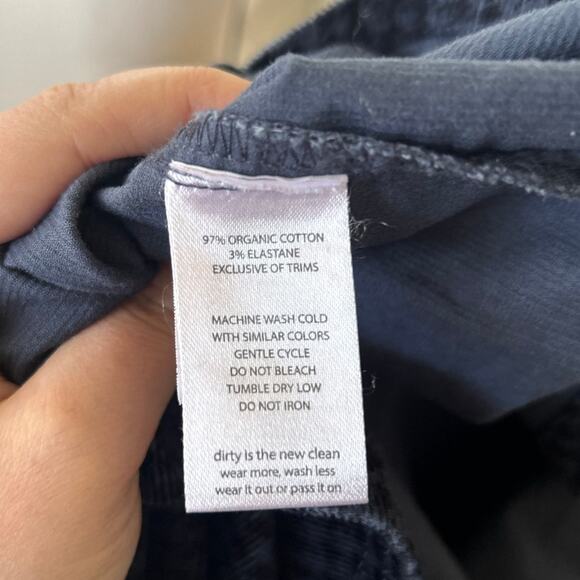 97% ORGANIC COTTON
3% ELASTANE
EXCLUSIVE OF TRIMS
MACHINE WASH COLD
WITH SIMILAR COLORS
GENTLE CYCLE
DO NOT BLEACH
TUMBLE DRY LOW
DO NOT IRON
dirty is the new clean
wear more, wash less
wear it out or pass it on